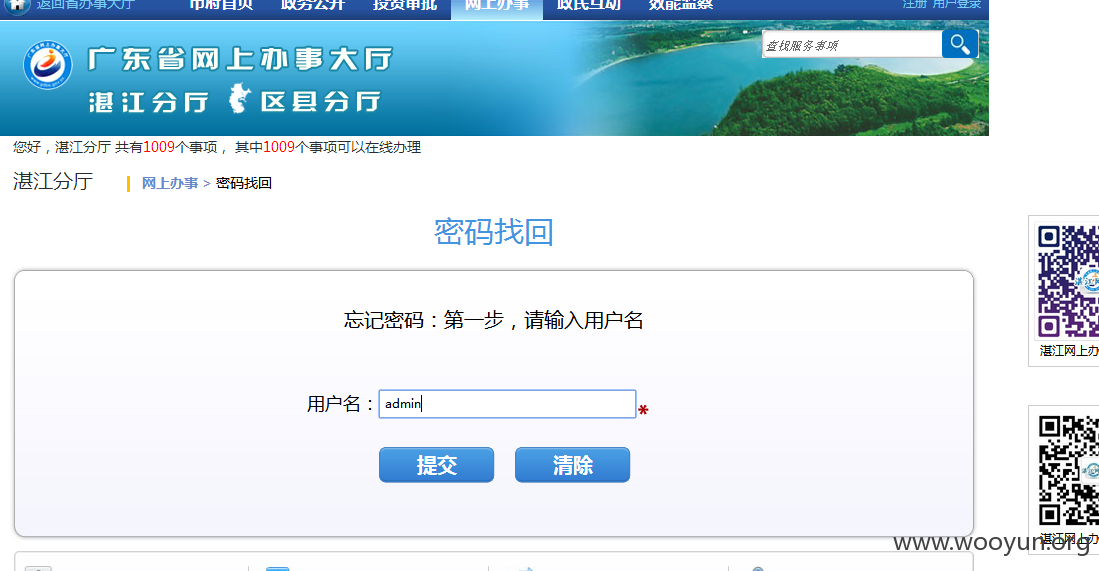 返回省办事大厅 市府首页 政务公开 投资审批 网上办事 政民互动 效能监察 注册 用户登录
广东省网上办事大厅
湛江分厅 区县分厅
查找服务事项
您好，湛江分厅 共有1009个事项， 其中1009个事项可以在线办理
湛江分厅 网上办事 > 密码找回
密码找回
忘记密码：第一步，请输入用户名
用户名： admin *
提交 清除
湛江网上办
湛江网上办
www.wooyun.org